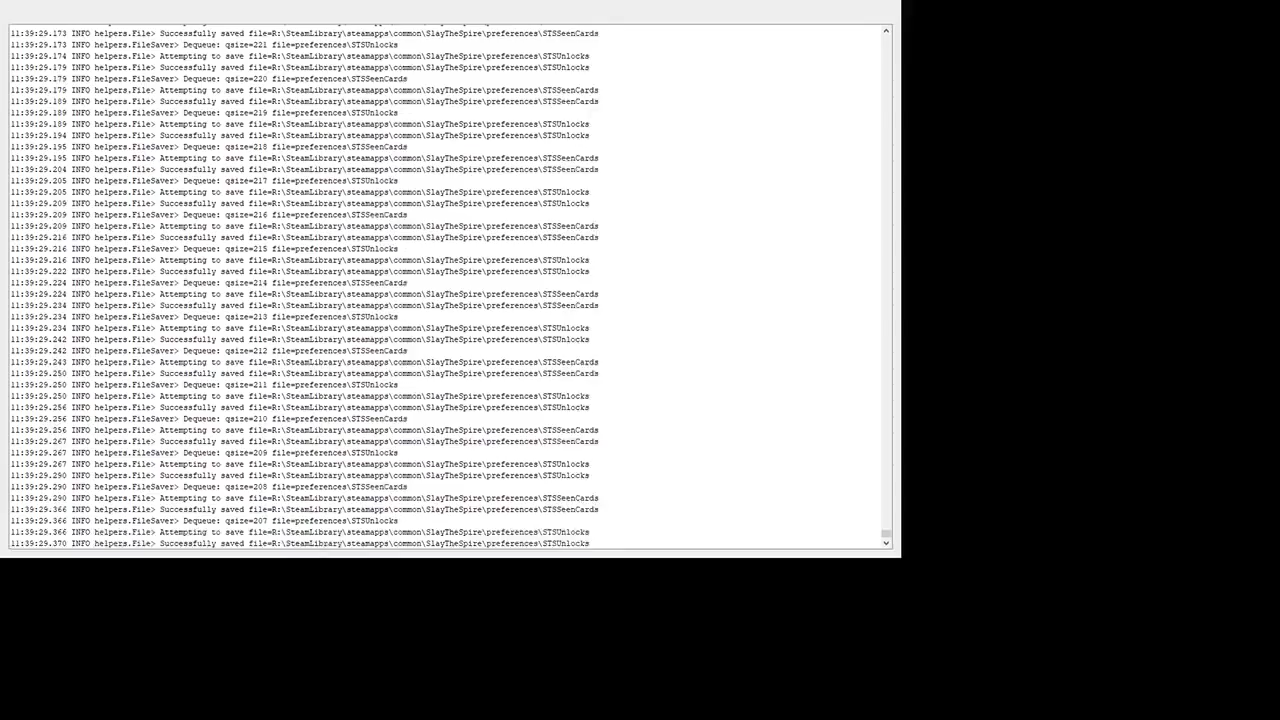 11:39:29.173 INFO helpers.File> Successfully saved file=R:\SteamLibrary\steamapps\common\SlayTheSpire\preferences\STSSeenCards
11:39:29.173 INFO helpers.FileSaver> Dequeue: qsize=221 file=preferences\STSUnlocks
11:39:29.174 INFO helpers.File> Attempting to save file=R:\SteamLibrary\steamapps\common\SlayTheSpire\preferences\STSUnlocks
11:39:29.179 INFO helpers.File> Successfully saved file=R:\SteamLibrary\steamapps\common\SlayTheSpire\preferences\STSUnlocks
11:39:29.179 INFO helpers.FileSaver> Dequeue: qsize=220 file=preferences\STSSeenCards
11:39:29.179 INFO helpers.File> Attempting to save file=R:\SteamLibrary\steamapps\common\SlayTheSpire\preferences\STSSeenCards
11:39:29.189 INFO helpers.File> Successfully saved file=R:\SteamLibrary\steamapps\common\SlayTheSpire\preferences\STSSeenCards
11:39:29.189 INFO helpers.FileSaver> Dequeue: qsize=219 file=preferences\STSUnlocks
11:39:29.189 INFO helpers.File> Attempting to save file=R:\SteamLibrary\steamapps\common\SlayTheSpire\preferences\STSUnlocks
11:39:29.194 INFO helpers.File> Successfully saved file=R:\SteamLibrary\steamapps\common\SlayTheSpire\preferences\STSUnlocks
11:39:29.195 INFO helpers.FileSaver> Dequeue: qsize=218 file=preferences\STSSeenCards
11:39:29.195 INFO helpers.File> Attempting to save file=R:\SteamLibrary\steamapps\common\SlayTheSpire\preferences\STSSeenCards
11:39:29.204 INFO helpers.File> Successfully saved file=R:\SteamLibrary\steamapps\common\SlayTheSpire\preferences\STSSeenCards
11:39:29.205 INFO helpers.FileSaver> Dequeue: qsize=217 file=preferences\STSUnlocks
11:39:29.205 INFO helpers.File> Attempting to save file=R:\SteamLibrary\steamapps\common\SlayTheSpire\preferences\STSUnlocks
11:39:29.209 INFO helpers.File> Successfully saved file=R:\SteamLibrary\steamapps\common\SlayTheSpire\preferences\STSUnlocks
11:39:29.209 INFO helpers.FileSaver> Dequeue: qsize=216 file=preferences\STSSeenCards
11:39:29.209 INFO helpers.File> Attempting to save file=R:\SteamLibrary\steamapps\common\SlayTheSpire\preferences\STSSeenCards
11:39:29.216 INFO helpers.File> Successfully saved file=R:\SteamLibrary\steamapps\common\SlayTheSpire\preferences\STSSeenCards
11:39:29.216 INFO helpers.FileSaver> Dequeue: qsize=215 file=preferences\STSUnlocks
11:39:29.216 INFO helpers.File> Attempting to save file=R:\SteamLibrary\steamapps\common\SlayTheSpire\preferences\STSUnlocks
11:39:29.222 INFO helpers.File> Successfully saved file=R:\SteamLibrary\steamapps\common\SlayTheSpire\preferences\STSUnlocks
11:39:29.224 INFO helpers.FileSaver> Dequeue: qsize=214 file=preferences\STSSeenCards
11:39:29.224 INFO helpers.File> Attempting to save file=R:\SteamLibrary\steamapps\common\SlayTheSpire\preferences\STSSeenCards
11:39:29.234 INFO helpers.File> Successfully saved file=R:\SteamLibrary\steamapps\common\SlayTheSpire\preferences\STSSeenCards
11:39:29.234 INFO helpers.FileSaver> Dequeue: qsize=213 file=preferences\STSUnlocks
11:39:29.234 INFO helpers.File> Attempting to save file=R:\SteamLibrary\steamapps\common\SlayTheSpire\preferences\STSUnlocks
11:39:29.242 INFO helpers.File> Successfully saved file=R:\SteamLibrary\steamapps\common\SlayTheSpire\preferences\STSUnlocks
11:39:29.242 INFO helpers.FileSaver> Dequeue: qsize=212 file=preferences\STSSeenCards
11:39:29.243 INFO helpers.File> Attempting to save file=R:\SteamLibrary\steamapps\common\SlayTheSpire\preferences\STSSeenCards
11:39:29.250 INFO helpers.File> Successfully saved file=R:\SteamLibrary\steamapps\common\SlayTheSpire\preferences\STSSeenCards
11:39:29.250 INFO helpers.FileSaver> Dequeue: qsize=211 file=preferences\STSUnlocks
11:39:29.250 INFO helpers.File> Attempting to save file=R:\SteamLibrary\steamapps\common\SlayTheSpire\preferences\STSUnlocks
11:39:29.256 INFO helpers.File> Successfully saved file=R:\SteamLibrary\steamapps\common\SlayTheSpire\preferences\STSUnlocks
11:39:29.256 INFO helpers.FileSaver> Dequeue: qsize=210 file=preferences\STSSeenCards
11:39:29.256 INFO helpers.File> Attempting to save file=R:\SteamLibrary\steamapps\common\SlayTheSpire\preferences\STSSeenCards
11:39:29.267 INFO helpers.File> Successfully saved file=R:\SteamLibrary\steamapps\common\SlayTheSpire\preferences\STSSeenCards
11:39:29.267 INFO helpers.FileSaver> Dequeue: qsize=209 file=preferences\STSUnlocks
11:39:29.267 INFO helpers.File> Attempting to save file=R:\SteamLibrary\steamapps\common\SlayTheSpire\preferences\STSUnlocks
11:39:29.290 INFO helpers.File> Successfully saved file=R:\SteamLibrary\steamapps\common\SlayTheSpire\preferences\STSUnlocks
11:39:29.290 INFO helpers.FileSaver> Dequeue: qsize=208 file=preferences\STSSeenCards
11:39:29.290 INFO helpers.File> Attempting to save file=R:\SteamLibrary\steamapps\common\SlayTheSpire\preferences\STSSeenCards
11:39:29.366 INFO helpers.File> Successfully saved file=R:\SteamLibrary\steamapps\common\SlayTheSpire\preferences\STSSeenCards
11:39:29.366 INFO helpers.FileSaver> Dequeue: qsize=207 file=preferences\STSUnlocks
11:39:29.366 INFO helpers.File> Attempting to save file=R:\SteamLibrary\steamapps\common\SlayTheSpire\preferences\STSUnlocks
11:39:29.370 INFO helpers.File> Successfully saved file=R:\SteamLibrary\steamapps\common\SlayTheSpire\preferences\STSUnlocks